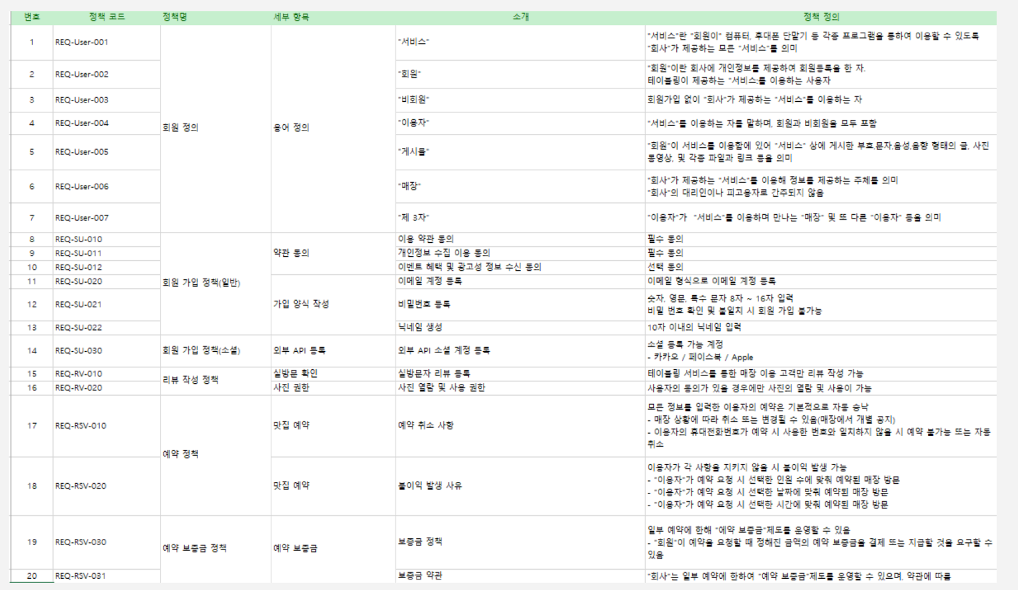 번호 정책 코드 정책명 세부 항목 소개 정책 정의
1 REQ-User-001 회원 정의 용어 정의 "서비스" "서비스"란 "회원이" 컴퓨터, 휴대폰 단말기 등 각종 프로그램을 통하여 이용할 수 있도록
"회사"가 제공하는 모든 "서비스"를 의미
2 REQ-User-002 "회원" "회원"이란 회사에 개인정보를 제공하여 회원등록을 한 자,
테이블링이 제공하는 "서비스:를 이용하는 사용자
3 REQ-User-003 "비회원" 회원가입 없이 "회사"가 제공하는 "서비스"를 이용하는 자
4 REQ-User-004 "이용자" "서비스"를 이용하는 자를 말하며, 회원과 비회원을 모두 포함
5 REQ-User-005 "게시물" "회원"이 서비스를 이용함에 있어 "서비스" 상에 게시한 부호,문자,음성,음향 형태의 글, 사진
동영상, 및 각종 파일과 링크 등을 의미
6 REQ-User-006 "매장" "회사"가 제공하는 "서비스"를 이용해 정보를 제공하는 주체를 의미
"회사"의 대리인이나 피고용자로 간주되지 않음
7 REQ-User-007 "제 3자" "이용자"가 "서비스"를 이용하며 만나는 "매장" 및 또 다른 "이용자" 등을 의미
8 REQ-SU-010 회원 가입 정책(일반) 약관 동의 이용 약관 동의 필수 동의
9 REQ-SU-011 개인정보 수집 이용 동의 필수 동의
10 REQ-SU-012 이벤트 혜택 및 광고성 정보 수신 동의 선택 동의
11 REQ-SU-020 가입 양식 작성 이메일 계정 등록 이메일 형식으로 이메일 계정 등록
12 REQ-SU-021 비밀번호 등록 숫자, 영문, 특수 문자 8자 ~ 16자 입력
비밀 번호 확인 및 불일치 시 회원 가입 불가능
13 REQ-SU-022 닉네임 생성 10자 이내의 닉네임 입력
14 REQ-SU-030 회원 가입 정책(소셜) 외부 API 등록 외부 API 소셜 계정 등록 소셜 등록 가능 계정
- 카카오 / 페이스북 / Apple
15 REQ-RV-010 리뷰 작성 정책 실방문 확인 실방문자 리뷰 등록 테이블링 서비스를 통한 매장 이용 고객만 리뷰 작성 가능
16 REQ-RV-020 사진 권한 사진 열람 및 사용 권한 사용자의 동의가 있을 경우에만 사진의 열람 및 사용이 가능
17 REQ-RSV-010 예약 정책 맛집 예약 예약 취소 사항 모든 정보를 입력한 이용자의 예약은 기본적으로 자동 승낙
- 매장 상황에 따라 취소 또는 변경될 수 있음(매장에서 개별 공지)
- 이용자의 휴대전화번호가 예약 시 사용한 번호와 일치하지 않을 시 예약 불가능 또는 자동
취소
18 REQ-RSV-020 맛집 예약 불이익 발생 사유 이용자가 각 사항을 지키지 않을 시 불이익 발생 가능
- "이용자"가 예약 요청 시 선택한 인원 수에 맞춰 예약된 매장 방문
- "이용자"가 예약 요청 시 선택한 날짜에 맞춰 예약된 매장 방문
- "이용자"가 예약 요청 시 선택한 시간에 맞춰 예약된 매장 방문
19 REQ-RSV-030 예약 보증금 정책 예약 보증금 보증금 정책 일부 예약에 한해 "예약 보증금"제도를 운영할 수 있음
- "회원"이 예약을 요청할 때 정해진 금액의 예약 보증금을 결제 또는 지급할 것을 요구할 수
있음
20 REQ-RSV-031 보증금 약관 "회사"는 일부 예약에 한하여 "예약 보증금"제도를 운영할 수 있으며, 약관에 따름